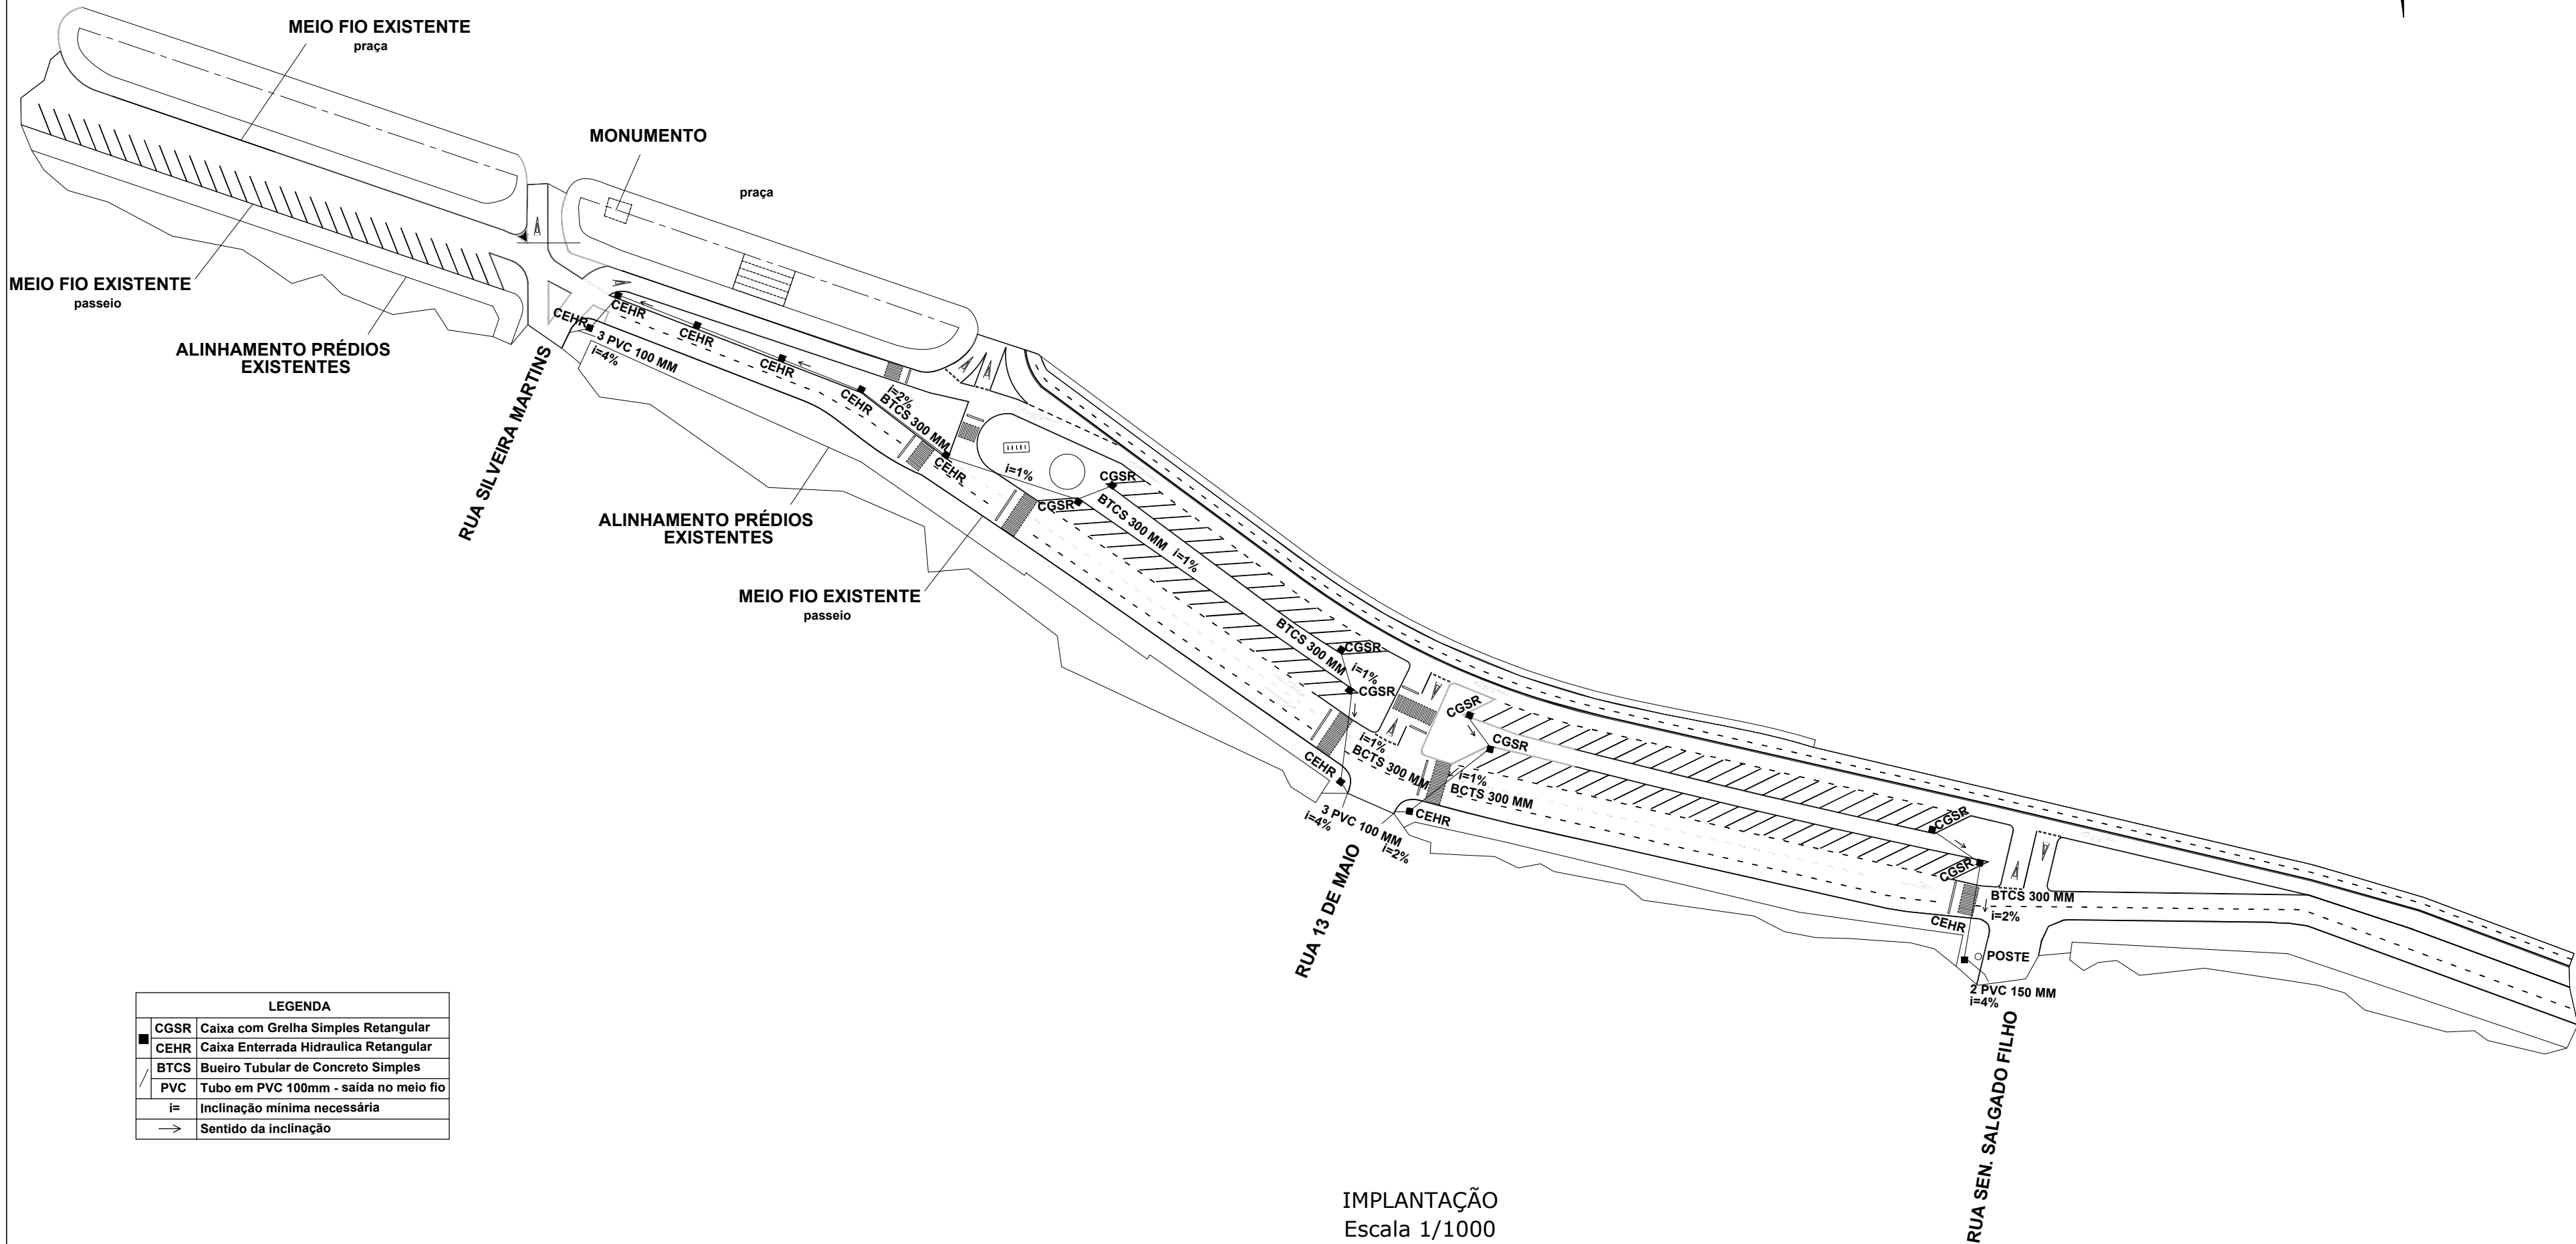 MEIO FIO EXISTENTE
praça
MONUMENTO
praça
MEIO FIO EXISTENTE
passeio
ALINHAMENTO PRÉDIOS
EXISTENTES
RUA SILVEIRA MARTINS
CEHR
CEHR
3 PVC 100 MM
i=4%
CEHR
CEHR
CEHR
i=2%
BTCS 300 MM
CEHR
i=1%
CGSR
CGSR
BTCS 300 MM
i=1%
ALINHAMENTO PRÉDIOS
EXISTENTES
MEIO FIO EXISTENTE
passeio
BTCS 300 MM
CGSR
i=1%
CGSR
i=1%
BCTS 300 MM
CEHR
3 PVC 100 MM
i=4%
i=2%
RUA 13 DE MAIO
CGSR
CGSR
i=1%
BCTS 300 MM
CEHR
CGSR
CGSR
BTCS 300 MM
i=2%
CEHR
POSTE
2 PVC 150 MM
i=4%
RUA SEN. SALGADO FILHO
LEGENDA
CGSR Caixa com Grelha Simples Retangular
CEHR Caixa Enterrada Hidraulica Retangular
BTCS Bueiro Tubular de Concreto Simples
PVC Tubo em PVC 100mm - saída no meio fio
i= Inclinação mínima necessária
→ Sentido da inclinação
IMPLANTAÇÃO
Escala 1/1000